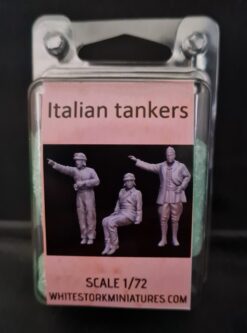 Italian tankers
SCALE 1/72
WHITESTORKMINIATURES.COM